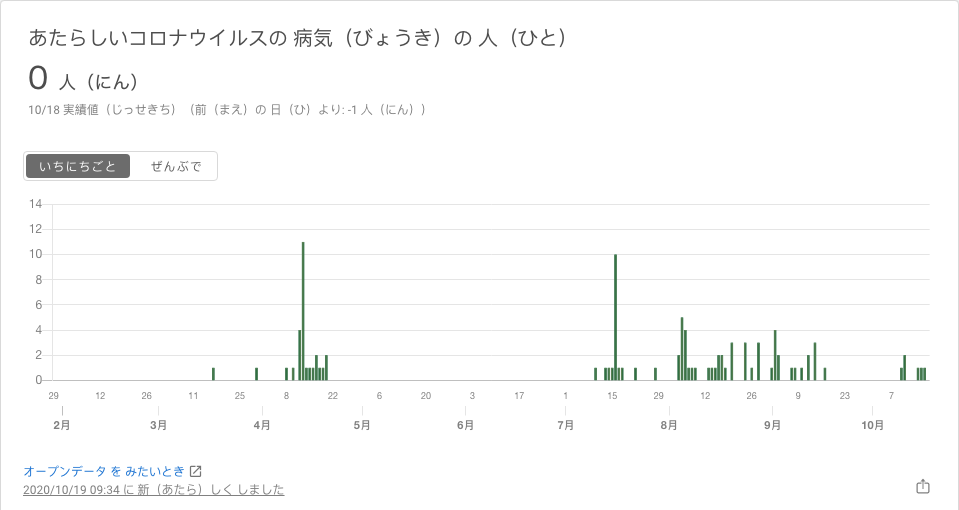 あたらしいコロナウイルスの 病気（びょうき）の 人（ひと）
0 人（にん）
10/18 実績値（じっせきち）（前（まえ）の 日（ひ）より: -1 人（にん））
いちにちごと ぜんぶで
14
12
10
8
6
4
2
0
29 12 26 11 25 8 22 6 20 3 17 1 15 29 12 26 9 23 7
2月 3月 4月 5月 6月 7月 8月 9月 10月
オープンデータ を みたいとき
2020/10/19 09:34 に 新（あたら）しく しました